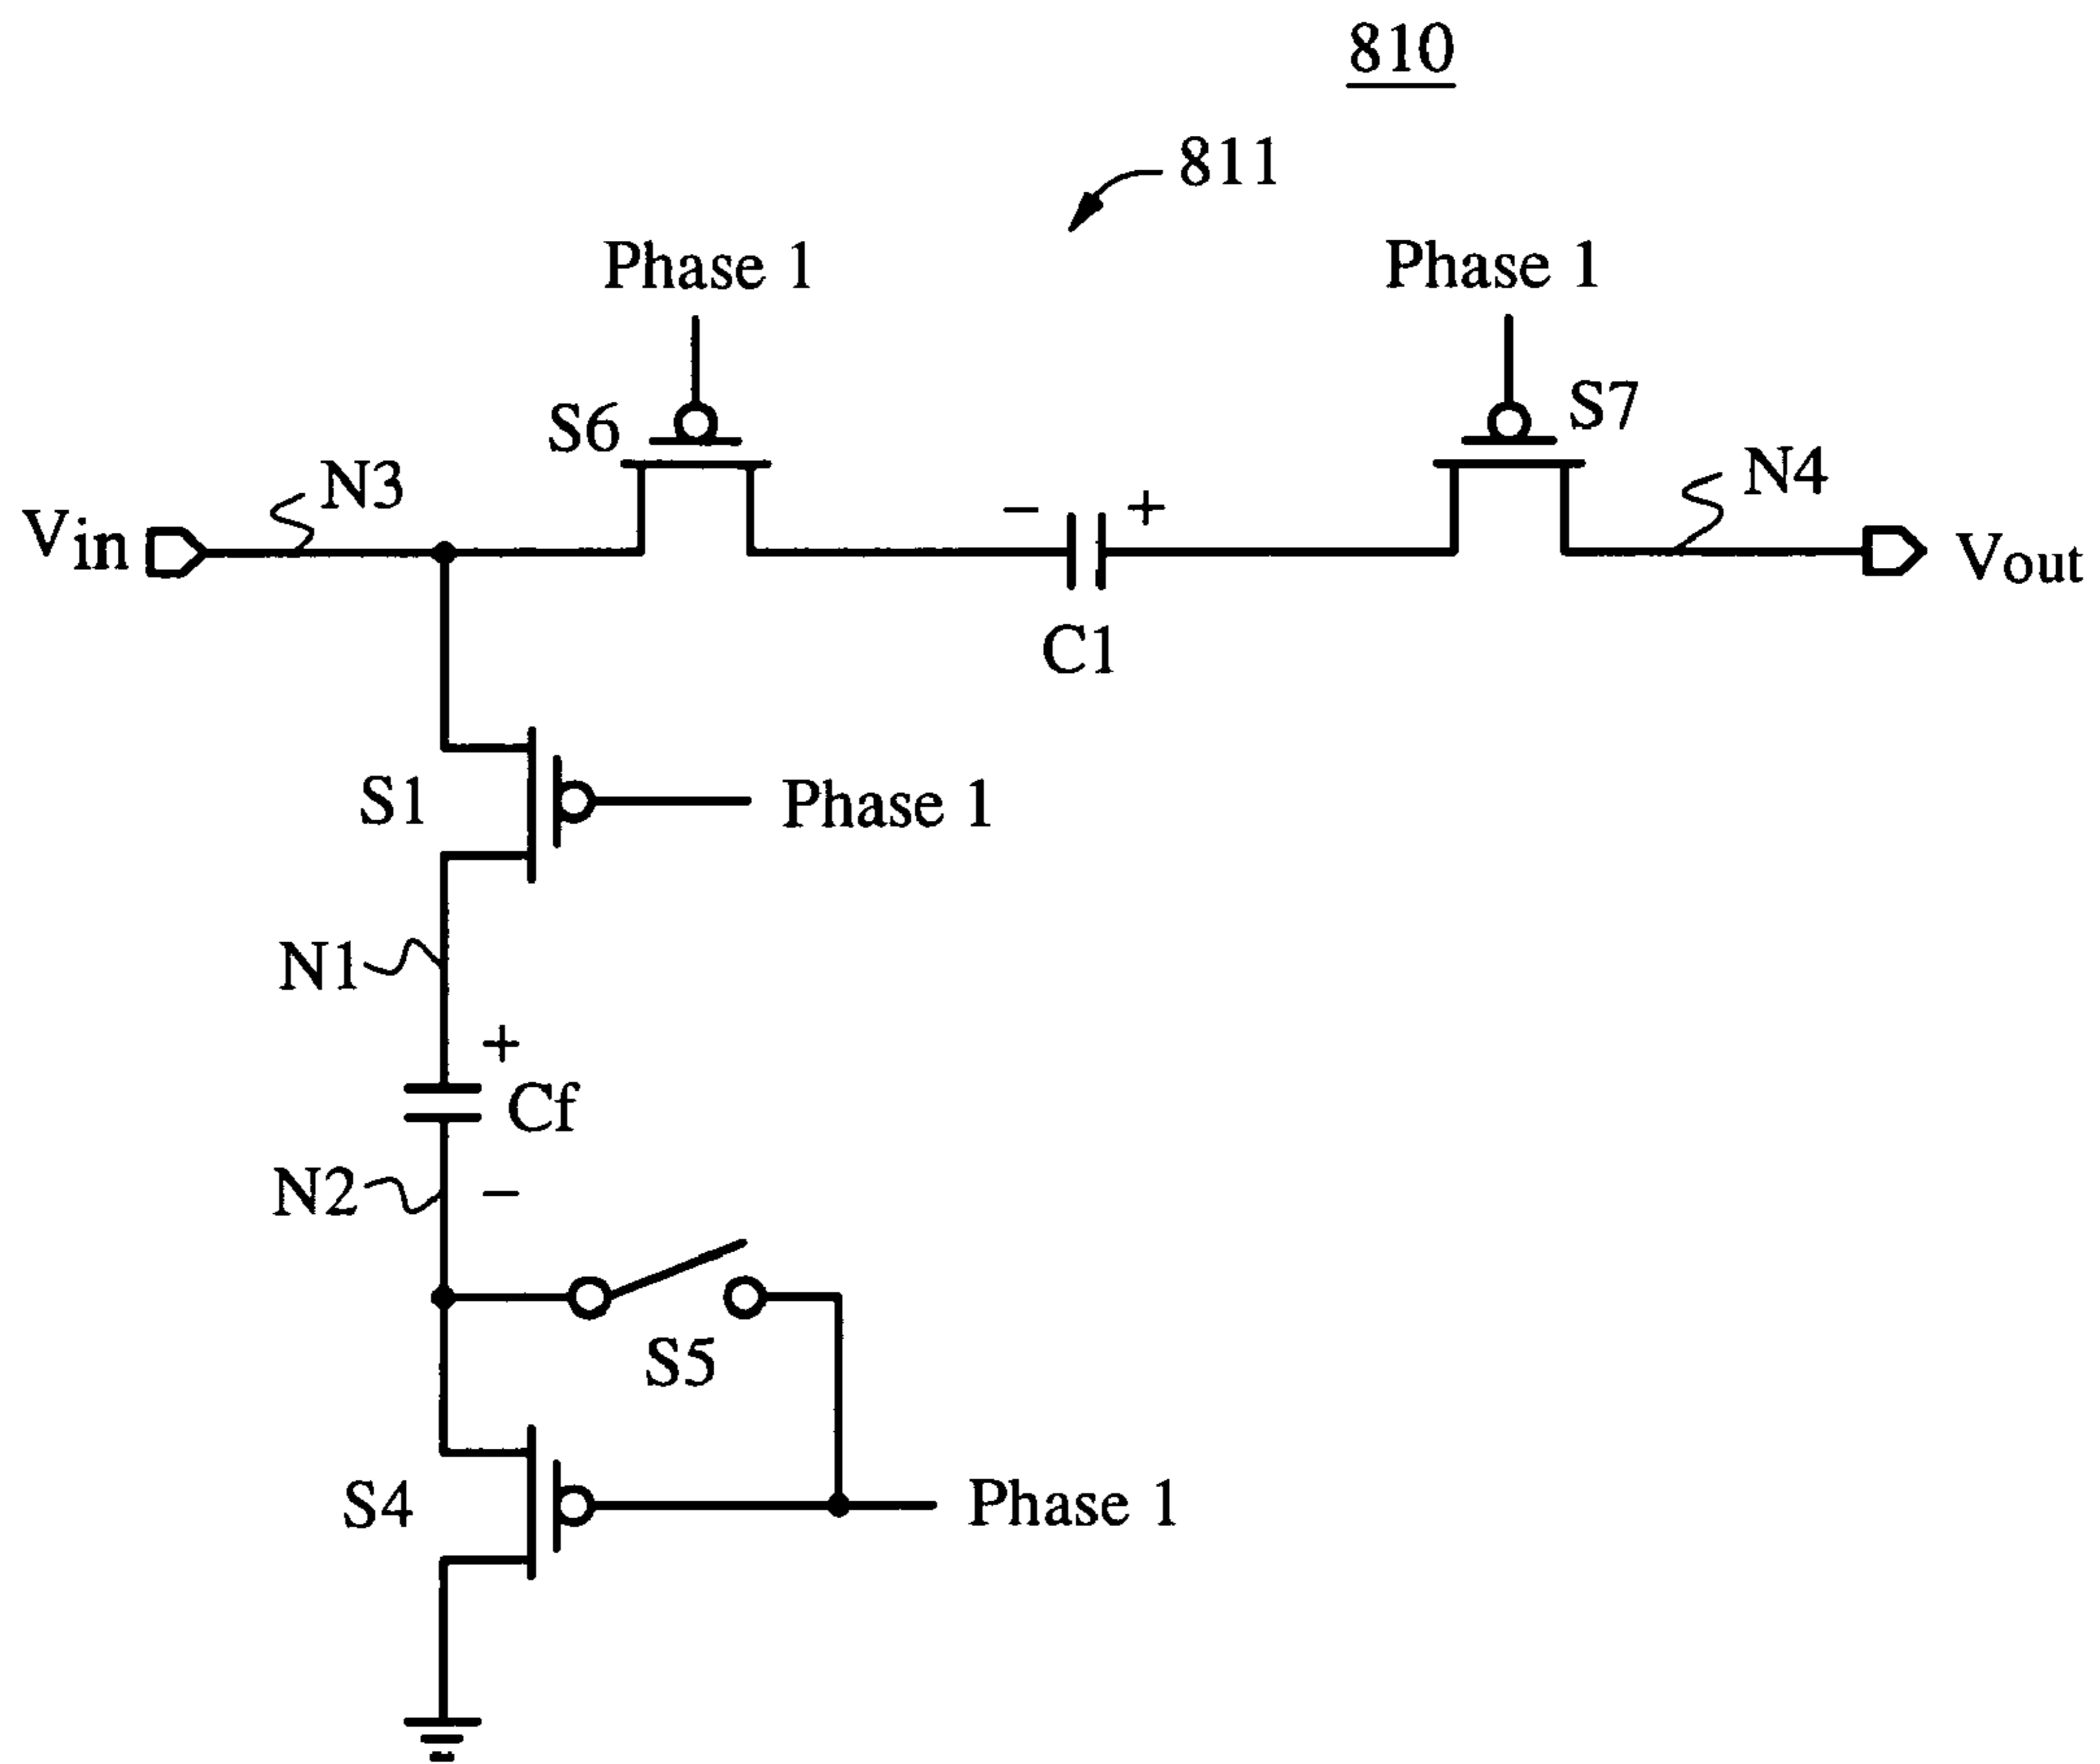 810
811
Phase 1
Phase 1
S6
S7
N3
N4
Vin
Vout
− +
C1
S1
Phase 1
N1
+
Cf
N2
−
S5
S4
Phase 1